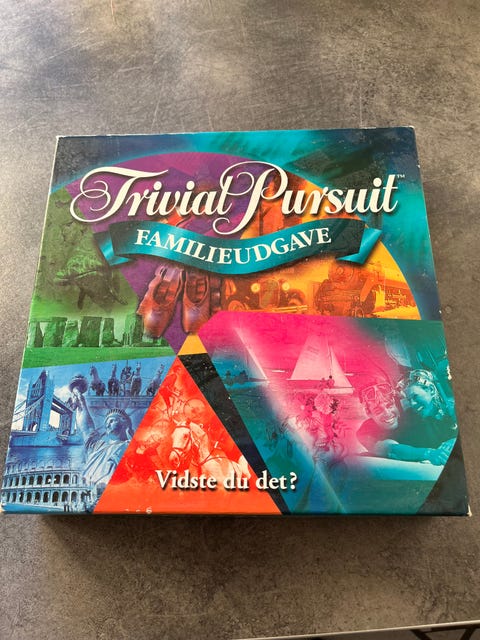 Trivial Pursuit™
FAMILIEUDGAVE
Vidste du det?